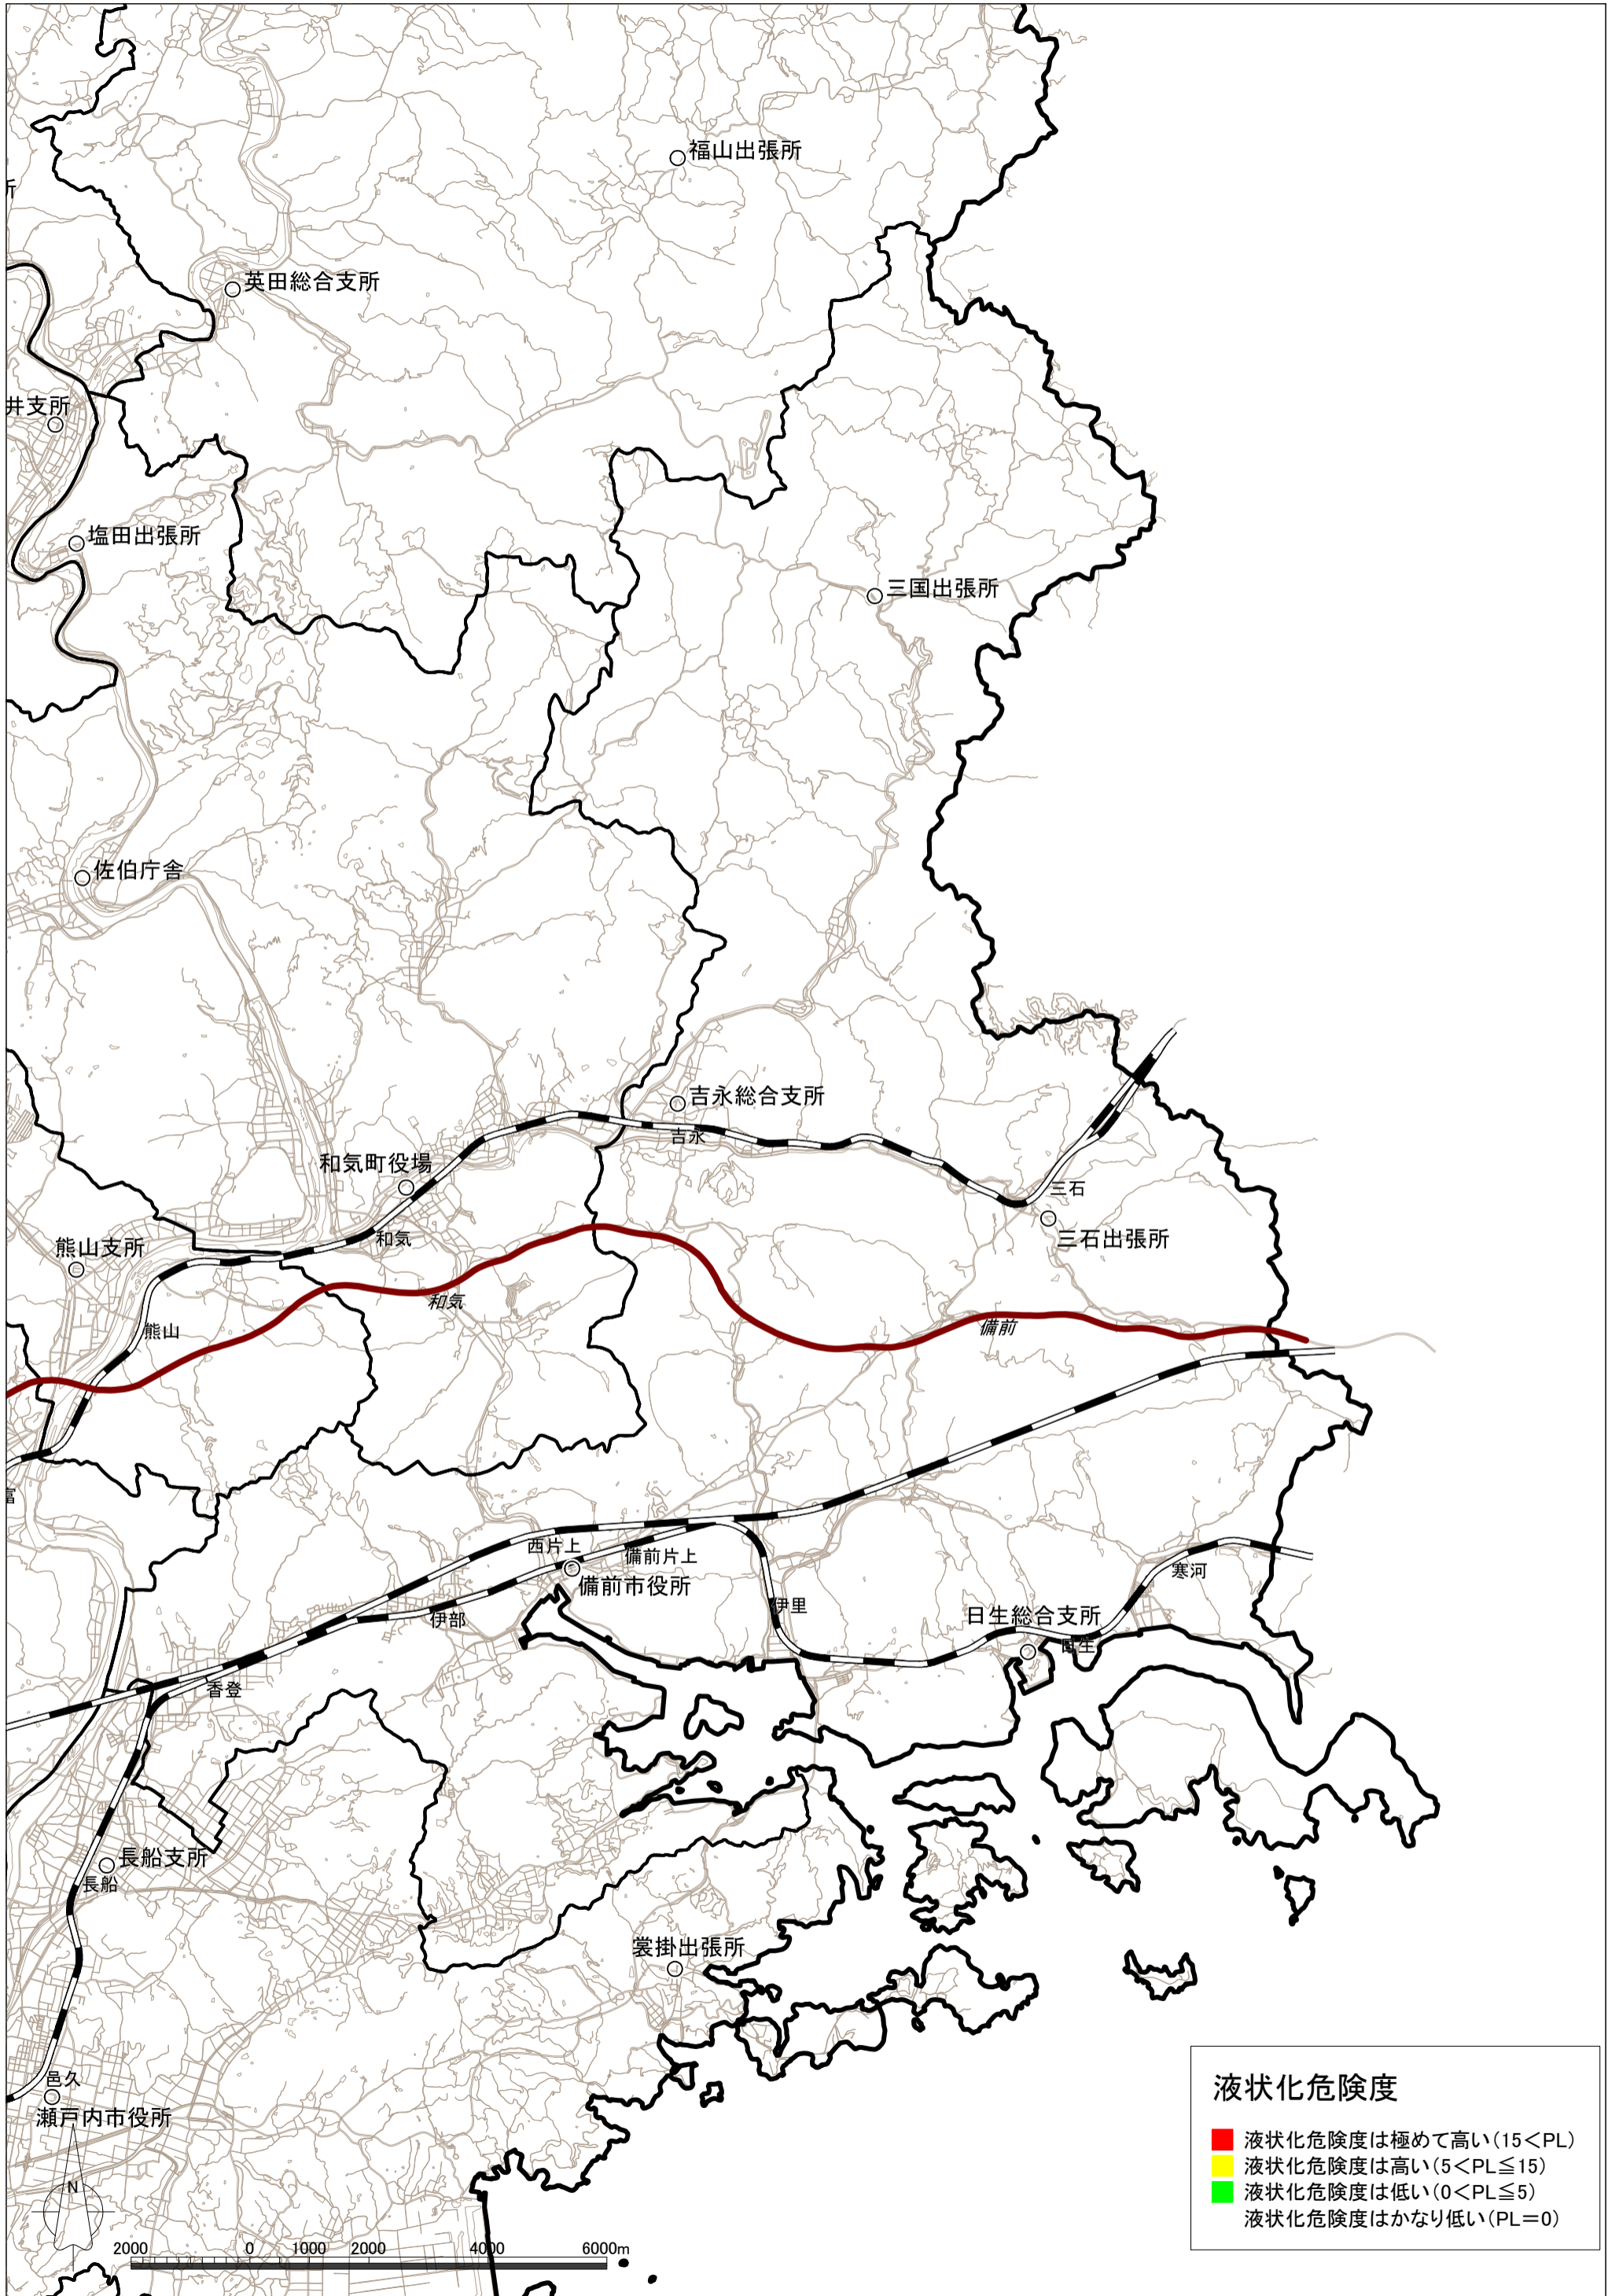 福山出張所
所
英田総合支所
井支所
塩田出張所
三国出張所
佐伯庁舎
吉永総合支所
吉永
和気町役場
三石
三石出張所
和気
熊山支所
和気
備前
熊山
富
西片上
備前片上
備前市役所
寒河
伊里
伊部
日生総合支所
日生
香登
長船支所
長船
裳掛出張所
邑久
瀬戸内市役所
N
2000 0 1000 2000 4000 6000m
液状化危険度
液状化危険度は極めて高い(15<PL)
液状化危険度は高い(5<PL≦15)
液状化危険度は低い(0<PL≦5)
液状化危険度はかなり低い(PL=0)